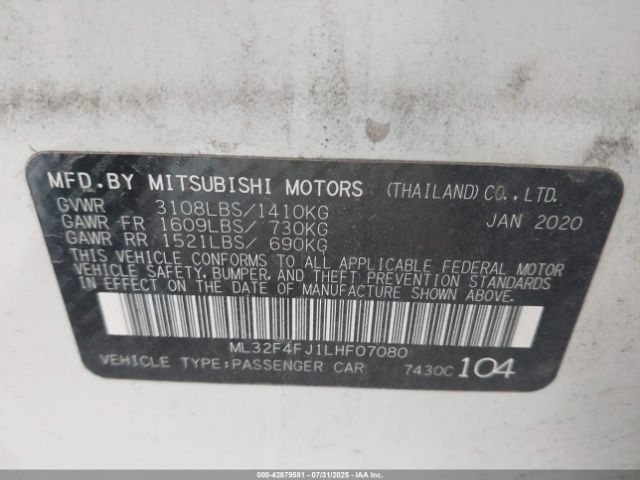 MFD.BY MITSUBISHI MOTORS (THAILAND)CO.,LTD.
GVWR 3108LBS/1410KG JAN 2020
GAWR FR 1609LBS/ 730KG
GAWR RR 1521LBS/ 690KG
THIS VEHICLE CONFORMS TO ALL APPLICABLE FEDERAL MOTOR
VEHICLE SAFETY, BUMPER, AND THEFT PREVENTION STANDARDS
IN EFFECT ON THE DATE OF MANUFACTURE SHOWN ABOVE.
ML32F4FJ1LHF07080
VEHICLE TYPE:PASSENGER CAR 7430C 104
000-42879581 - 07/31/2025 - Copyright IAA, Inc.